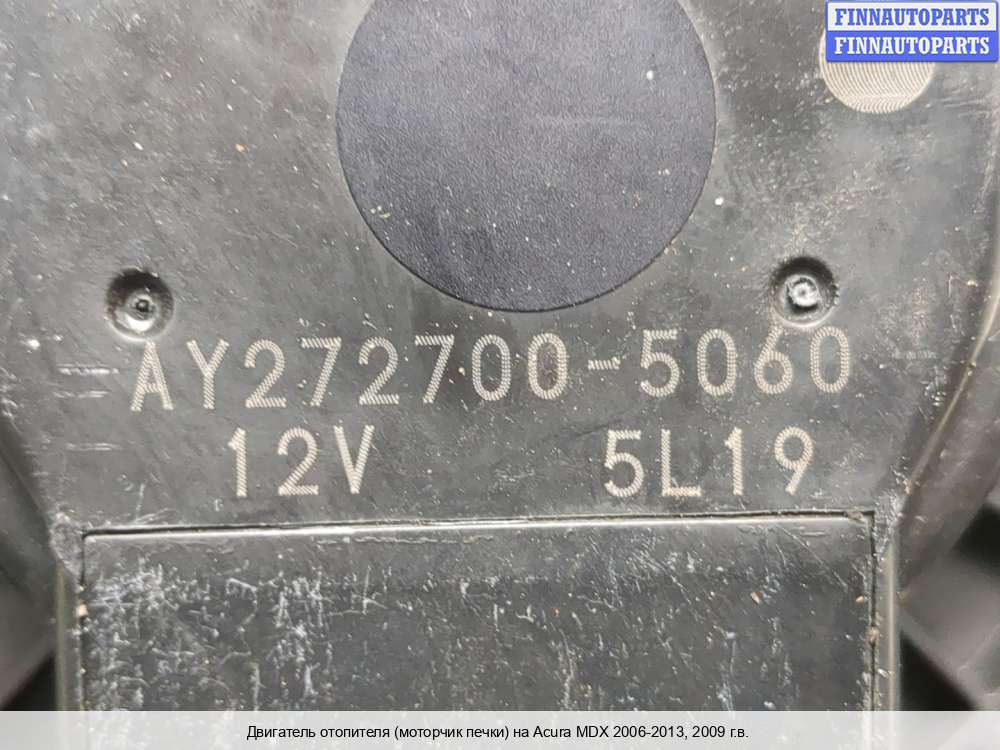 FINNAUTOPARTS
FINNAUTOPARTS
AY272700-5060
12V 5L19
Двигатель отопителя (моторчик печки) на Acura MDX 2006-2013, 2009 г.в.